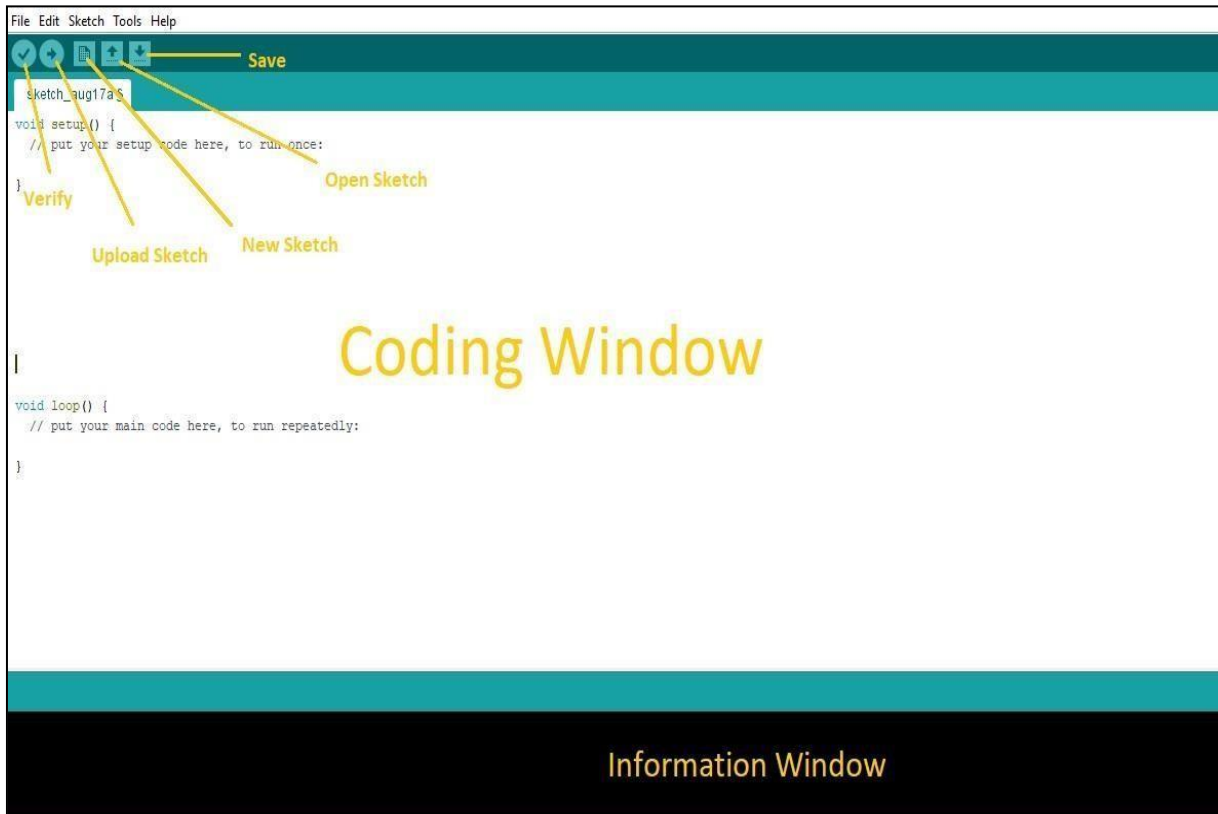 File Edit Sketch Tools Help
Save
sketch_aug17a §
void setup() {
// put your setup code here, to run once:
Open Sketch
}
Verify
New Sketch
Upload Sketch
Coding Window
void loop() {
// put your main code here, to run repeatedly:
}
Information Window